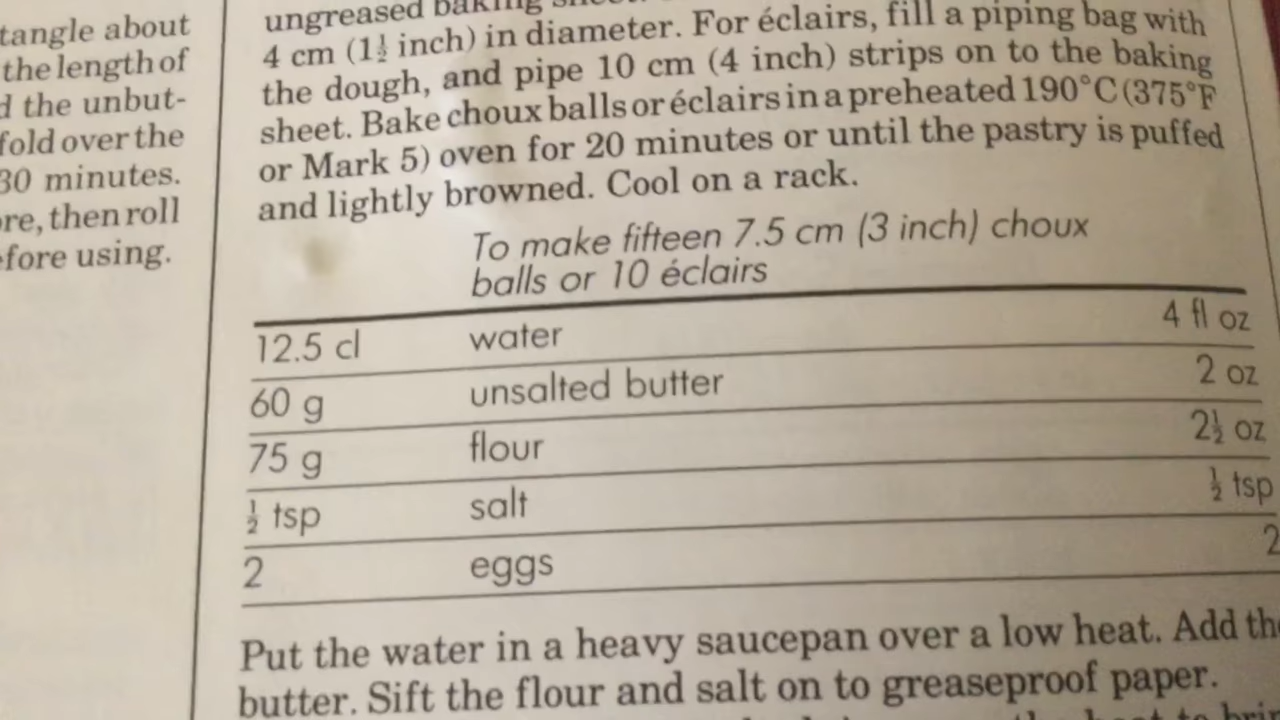 tangle about
the length of
the unbut-
fold over the
30 minutes.
then roll
using.
ungreased baking
4 cm (1½ inch) in diameter. For éclairs, fill a piping bag with
the dough, and pipe 10 cm (4 inch) strips on to the baking
sheet. Bake choux balls or éclairs in a preheated 190°C (375°F
or Mark 5) oven for 20 minutes or until the pastry is puffed
and lightly browned. Cool on a rack.
To make fifteen 7.5 cm (3 inch) choux
balls or 10 éclairs
12.5 cl water 4 fl oz
60 g unsalted butter 2 oz
75 g flour 2½ oz
½ tsp salt ½ tsp
2 eggs 2
Put the water in a heavy saucepan over a low heat. Add the
butter. Sift the flour and salt on to greaseproof paper.